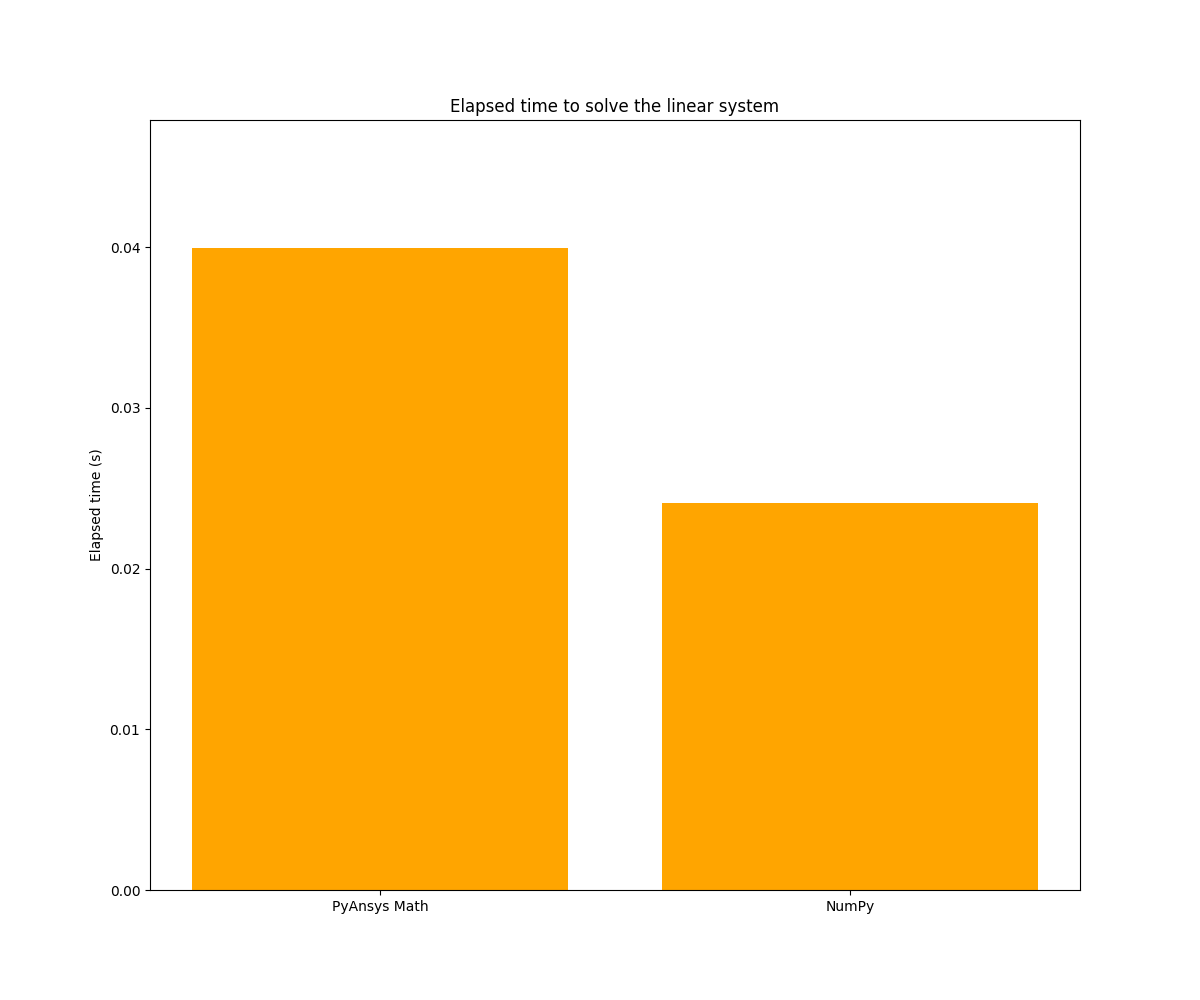 Elapsed time to solve the linear system
Elapsed time (s)
0.04
0.03
0.02
0.01
0.00
PyAnsys Math
NumPy